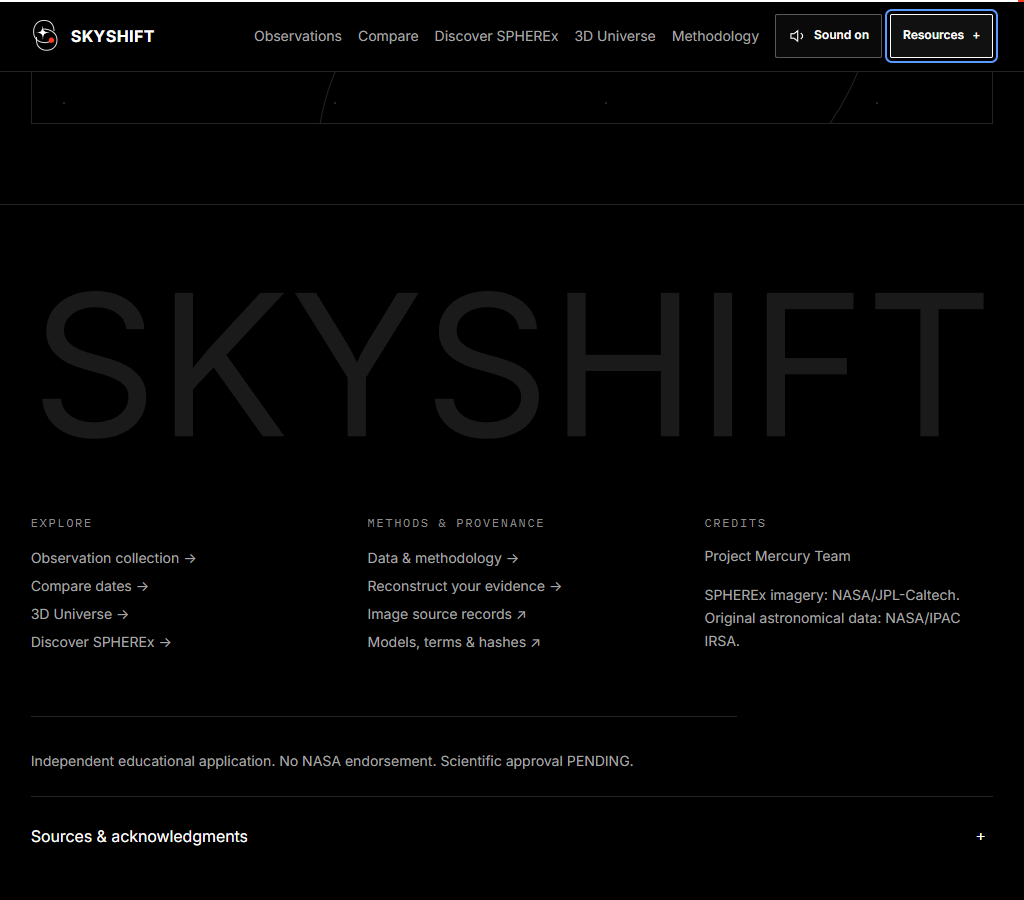 SKYSHIFT
Observations
Compare
Discover SPHEREx
3D Universe
Methodology
Sound on
Resources +
SKYSHIFT
EXPLORE
Observation collection →
Compare dates →
3D Universe →
Discover SPHEREx →
METHODS & PROVENANCE
Data & methodology →
Reconstruct your evidence →
Image source records ↗
Models, terms & hashes ↗
CREDITS
Project Mercury Team
SPHEREx imagery: NASA/JPL-Caltech.
Original astronomical data: NASA/IPAC
IRSA.
Independent educational application. No NASA endorsement. Scientific approval PENDING.
Sources & acknowledgments +